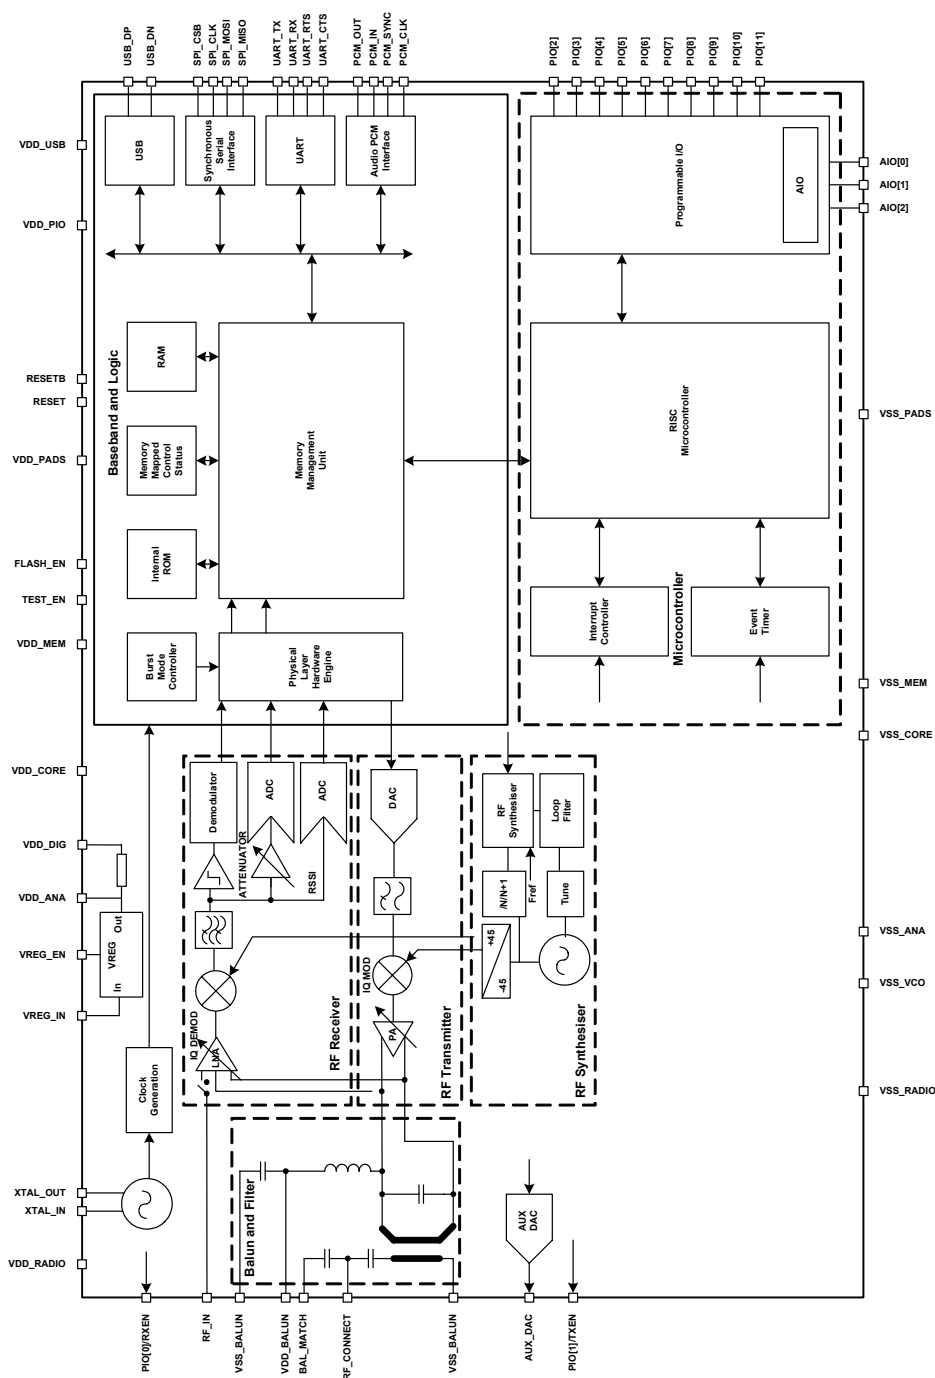 USB_DP
USB_DN
SPI_CSB
SPI_CLK
SPI_MOSI
SPI_MISO
UART_TX
UART_RX
UART_RTS
UART_CTS
PCM_OUT
PCM_IN
PCM_SYNC
PCM_CLK
PIO[2]
PIO[3]
PIO[4]
PIO[5]
PIO[6]
PIO[7]
PIO[8]
PIO[9]
PIO[10]
PIO[11]
VDD_USB
VDD_PIO
RESETB
RESET
VDD_PADS
FLASH_EN
TEST_EN
VDD_MEM
VDD_CORE
VDD_DIG
VDD_ANA
VREG_EN
VREG_IN
XTAL_OUT
XTAL_IN
VDD_RADIO
USB
Synchronous
Serial
Interface
UART
Audio PCM
Interface
Programmable I/O
AIO
AIO[0]
AIO[1]
AIO[2]
Baseband and Logic
RAM
Memory
Mapped
Control
Status
Internal
ROM
Memory
Management
Unit
Burst
Mode
Controller
Physical
Layer
Hardware
Engine
RISC
Microcontroller
Interrupt
Controller
Event
Timer
Microcontroller
VSS_PADS
VSS_MEM
VSS_CORE
VSS_ANA
VSS_VCO
VSS_RADIO
Demodulator
ADC
ADC
ATTENUATOR
RSSI
IQ DEMOD
LNA
RF Receiver
DAC
IQ MOD
PA
RF Transmitter
RF
Synthesiser
Loop
Filter
/N/N+1
Fref
Tune
+45
-45
RF Synthesiser
VREG
Out
In
Clock
Generation
Balun and Filter
AUX
DAC
PIO[0]/RXEN
RF_IN
VSS_BALUN
VDD_BALUN
BAL_MATCH
RF_CONNECT
VSS_BALUN
AUX_DAC
PIO[1]/TXEN